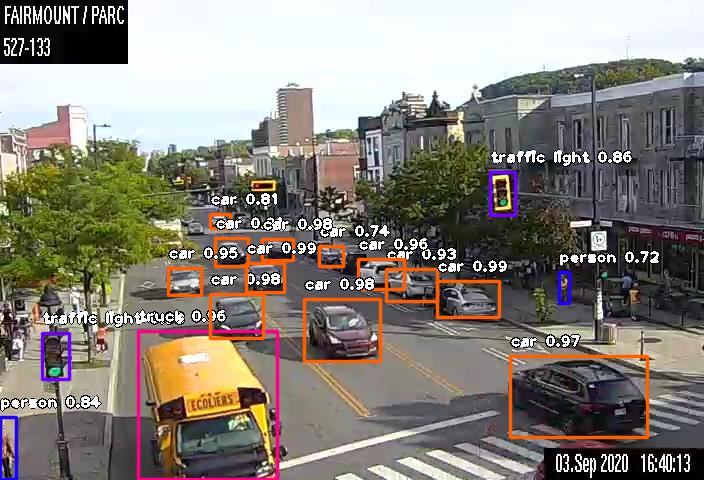 FAIRMOUNT / PARC
527-133
traffic light 0.86
car 0.81
car 0.98
car 0.74
car 0.96
car 0.95
car 0.99
car 0.93
person 0.72
car 0.98
car 0.98
car 0.99
traffic light
truck 0.96
car 0.97
ECOLIERS
person 0.84
03.Sep 2020 16:40:13